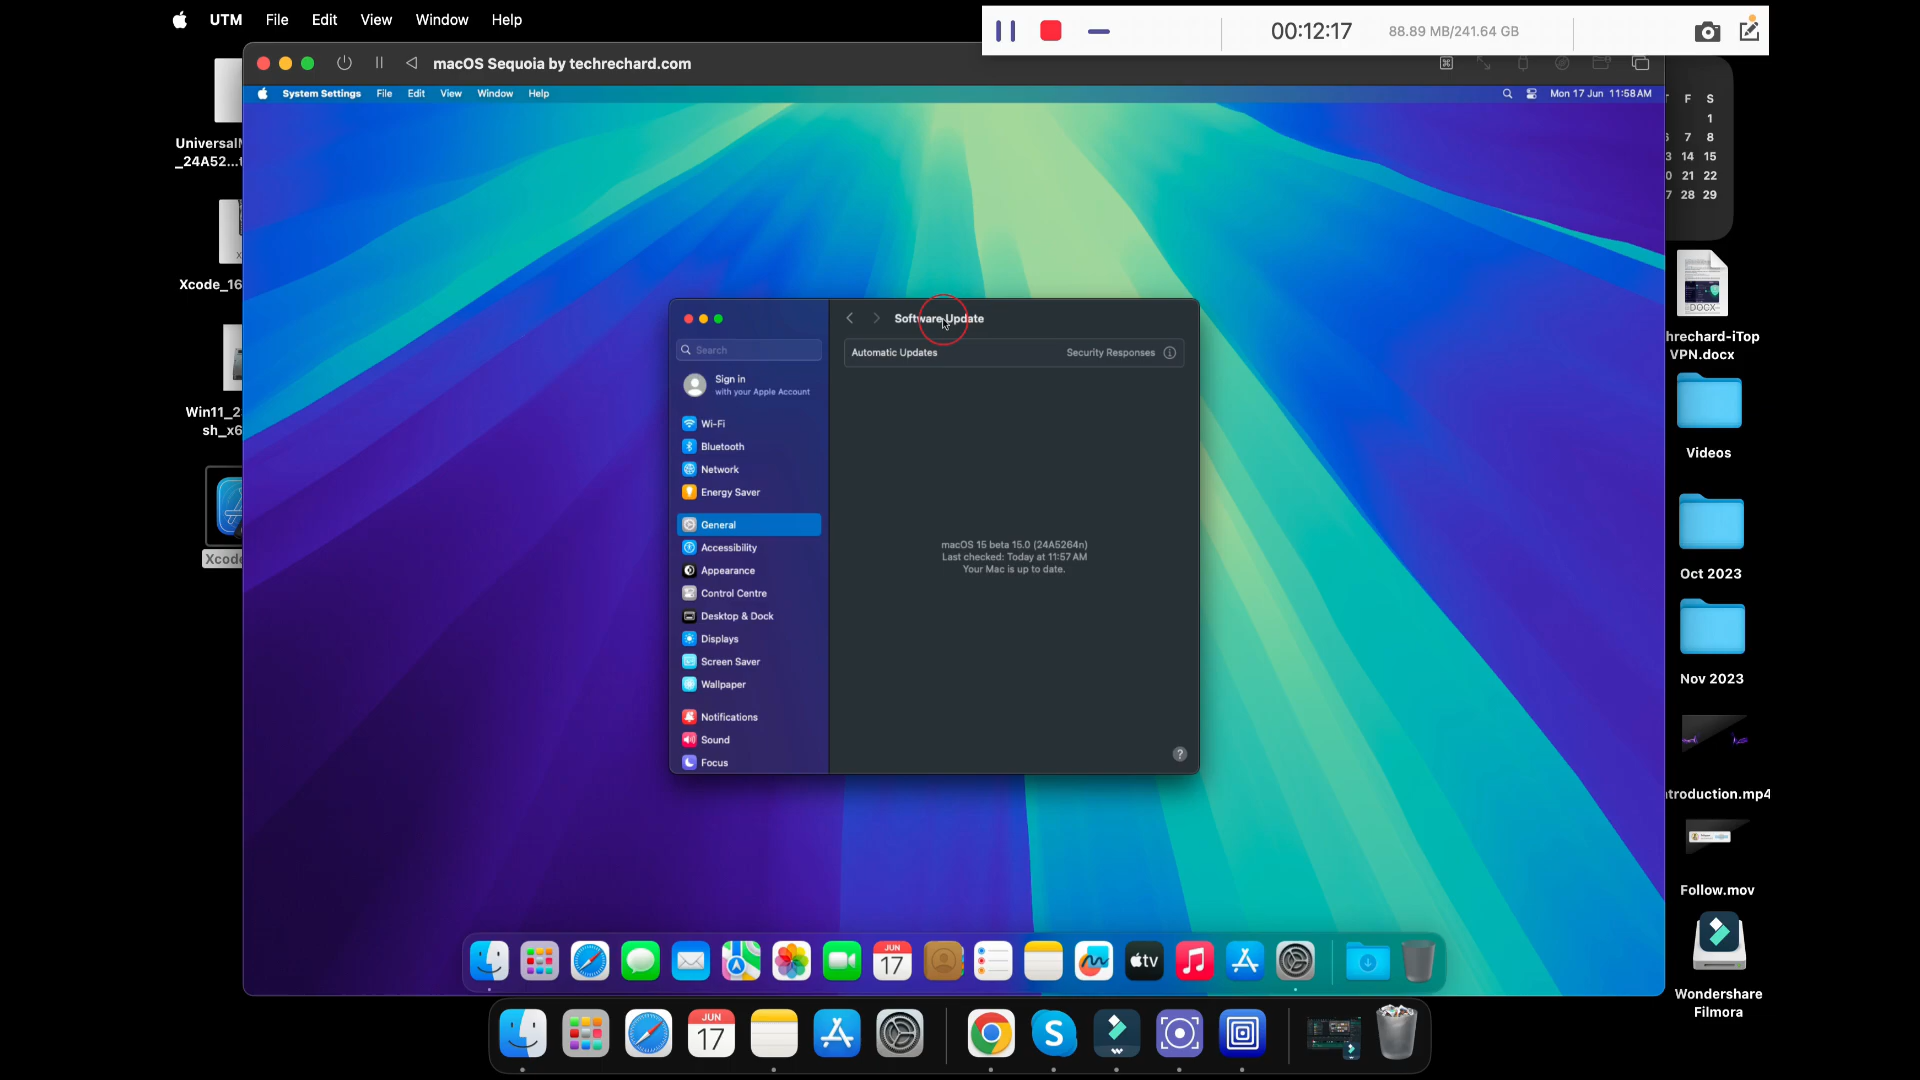 UTM File Edit View Window Help
00:12:17 88.89 MB/241.64 GB
macOS Sequoia by techrechard.com
System Settings File Edit View Window Help
Mon 17 Jun 11:58AM
F S
1
7 8
14 15
21 22
28 29
_24A52...
Xcode_16
Win11_2
sh_x6
Xcode
Software Update
Search
Automatic Updates Security Responses
Sign in
with your Apple Account
Wi-Fi
Bluetooth
Network
Energy Saver
General
Accessibility
Appearance
Control Centre
Desktop & Dock
Displays
Screen Saver
Wallpaper
Notifications
Sound
Focus
macOS 15 beta 15.0 (24A5264n)
Last checked: Today at 11:57 AM
Your Mac is up to date.
?
DOCX
hrechard-iTop
VPN.docx
Videos
Oct 2023
Nov 2023
troduction.mp4
Follow.mov
Wondershare
Filmora
JUN
17
tv
JUN
17
S